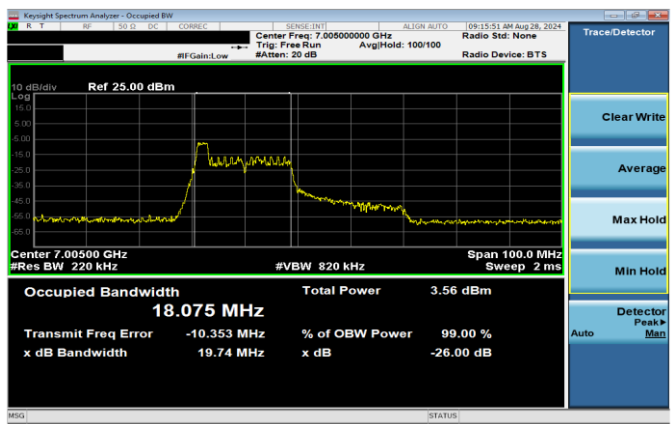 Keysight Spectrum Analyzer - Occupied BW
R T RF 50 Ω DC CORREC SENSE:INT ALIGN AUTO 09:15:51 AM Aug 28, 2024
Center Freq: 7.005000000 GHz Radio Std: None
Trig: Free Run Avg|Hold: 100/100
#IFGain:Low #Atten: 20 dB Radio Device: BTS
Trace/Detector
10 dB/div Ref 25.00 dBm
Log
15.0
5.00
-5.00
-15.0
-25.0
-35.0
-45.0
-55.0
-65.0
Center 7.00500 GHz Span 100.0 MHz
#Res BW 220 kHz #VBW 820 kHz Sweep 2 ms
Occupied Bandwidth Total Power 3.56 dBm
18.075 MHz
Transmit Freq Error -10.353 MHz % of OBW Power 99.00 %
x dB Bandwidth 19.74 MHz x dB -26.00 dB
Clear Write
Average
Max Hold
Min Hold
Detector
Peak▶
Auto Man
MSG STATUS